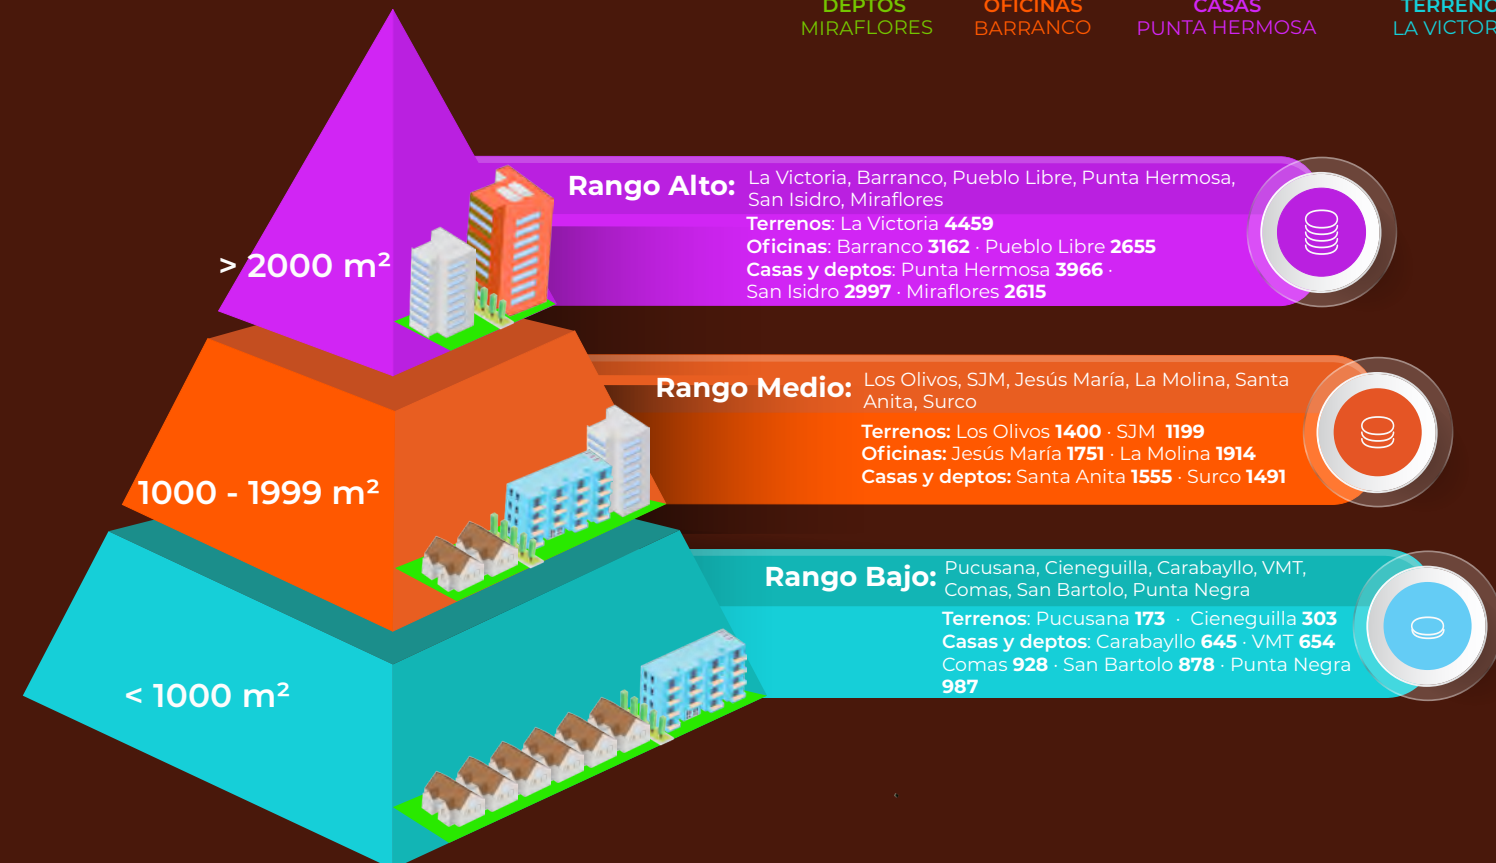 DEPTOS
MIRAFLORES
OFICINAS
BARRANCO
CASAS
PUNTA HERMOSA
> 2000 m²
Rango Alto: La Victoria, Barranco, Pueblo Libre, Punta Hermosa,
San Isidro, Miraflores
Terrenos: La Victoria 4459
Oficinas: Barranco 3162 · Pueblo Libre 2655
Casas y deptos: Punta Hermosa 3966 ·
San Isidro 2997 · Miraflores 2615
1000 - 1999 m²
Rango Medio: Los Olivos, SJM, Jesús María, La Molina, Santa
Anita, Surco
Terrenos: Los Olivos 1400 · SJM 1199
Oficinas: Jesús María 1751 · La Molina 1914
Casas y deptos: Santa Anita 1555 · Surco 1491
< 1000 m²
Rango Bajo: Pucusana, Cieneguilla, Carabayllo, VMT,
Comas, San Bartolo, Punta Negra
Terrenos: Pucusana 173 · Cieneguilla 303
Casas y deptos: Carabayllo 645 · VMT 654
Comas 928 · San Bartolo 878 · Punta Negra
987